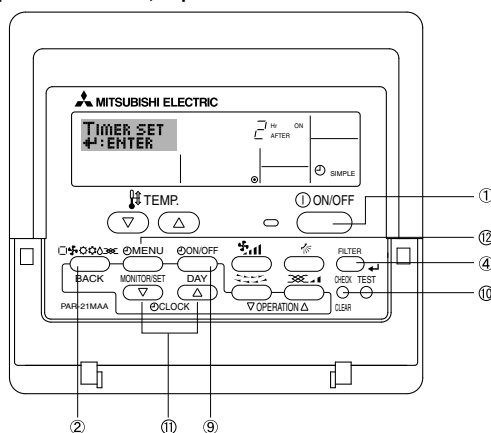 MITSUBISHI ELECTRIC
TIMER SET
↵:ENTER
2 Hr ON
AFTER
SIMPLE
TEMP.
ON/OFF
①
MENU
ON/OFF
⑫
BACK
MONITOR/SET
DAY
FILTER
④
CHECK TEST
PAR-21MAA
CLOCK
▽ OPERATION △
CLEAR
⑩
②
⑪
⑨